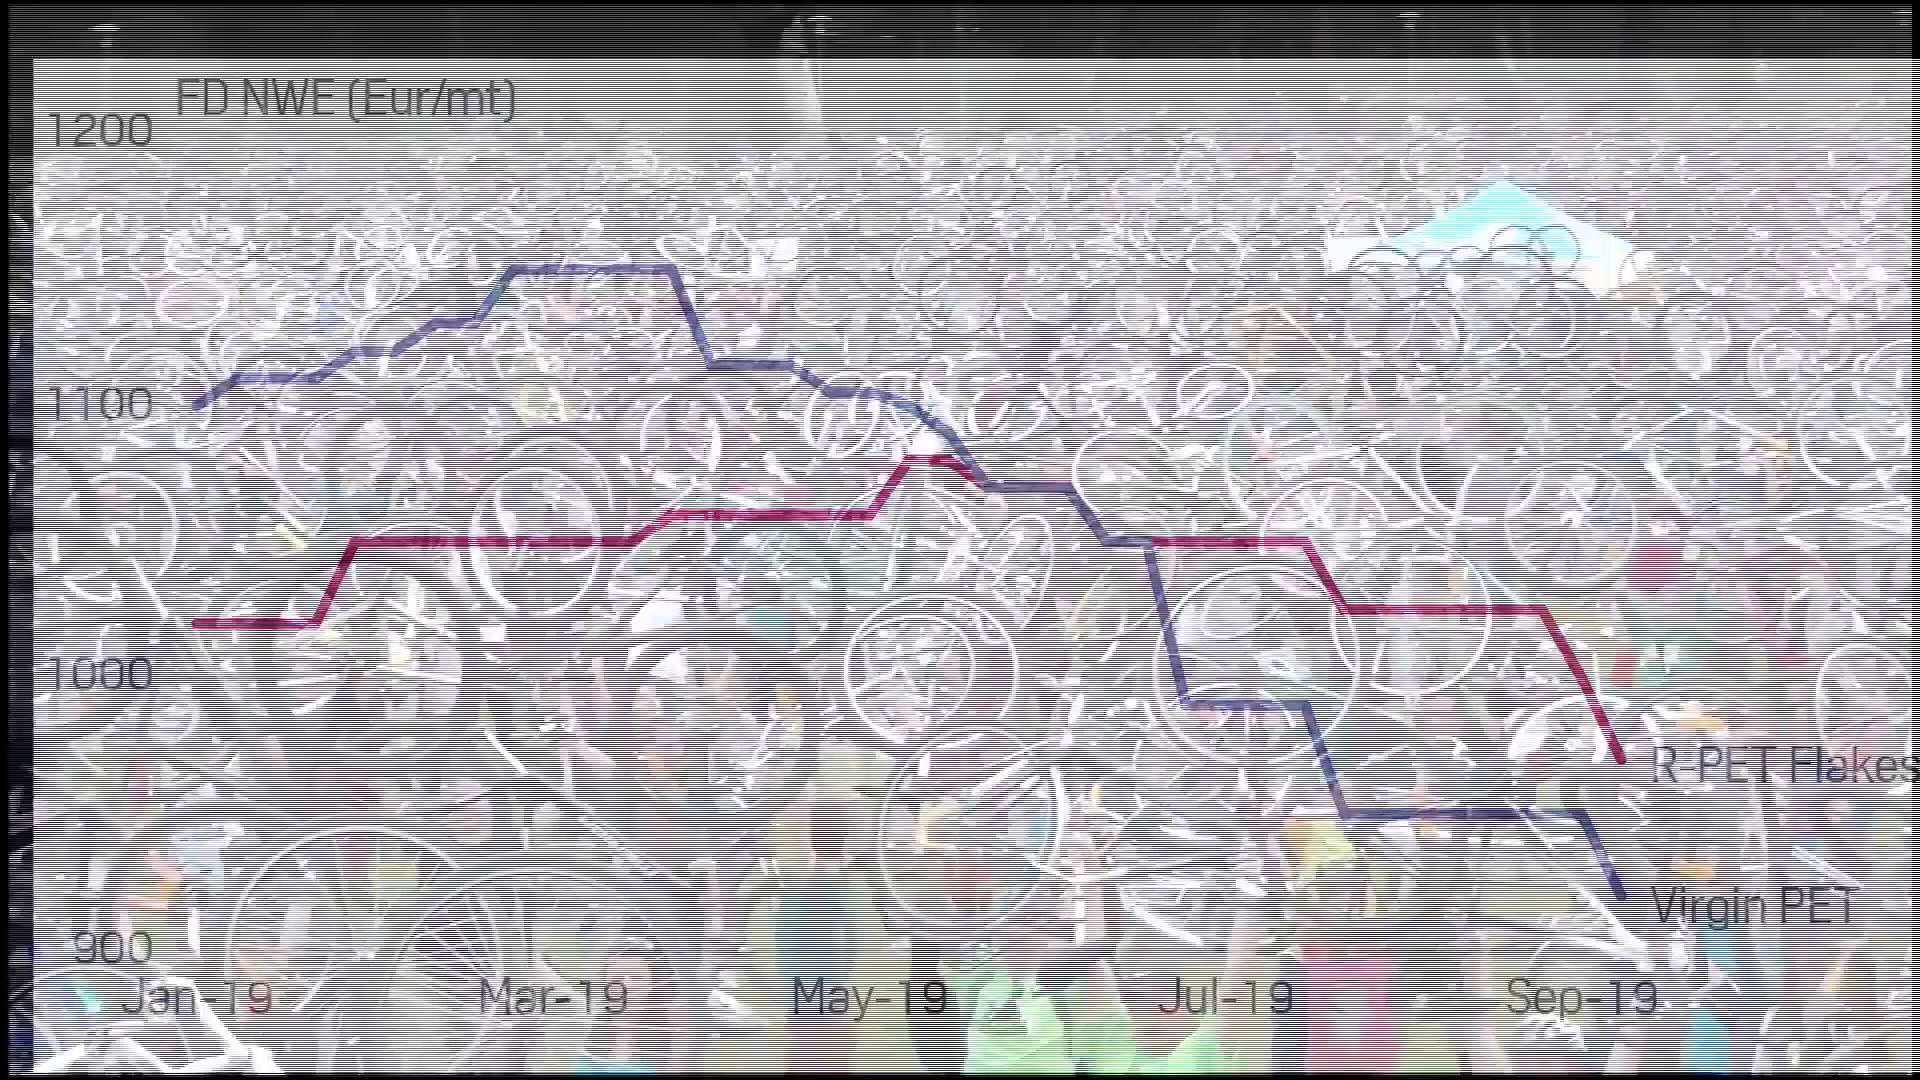 FD NWE (Eur/mt)
1200
1100
1000
900
R-PET Flakes
Virgin PET
Jan-19 Mar-19 May-19 Jul-19 Sep-19